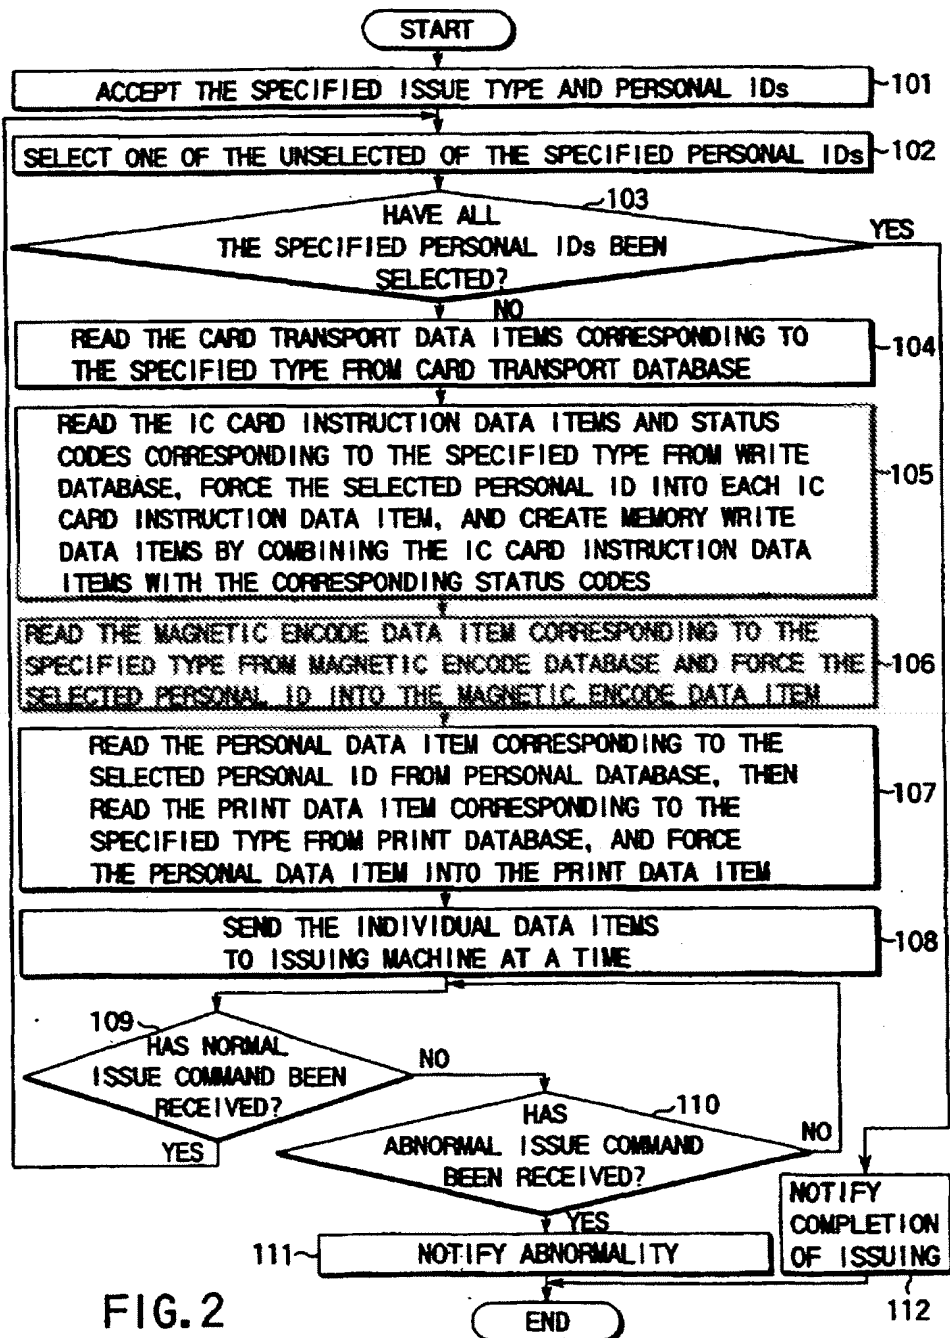 START
ACCEPT THE SPECIFIED ISSUE TYPE AND PERSONAL IDs
101
SELECT ONE OF THE UNSELECTED OF THE SPECIFIED PERSONAL IDs
102
103
HAVE ALL
THE SPECIFIED PERSONAL IDs BEEN
SELECTED?
YES
NO
READ THE CARD TRANSPORT DATA ITEMS CORRESPONDING TO
THE SPECIFIED TYPE FROM CARD TRANSPORT DATABASE
104
READ THE IC CARD INSTRUCTION DATA ITEMS AND STATUS
CODES CORRESPONDING TO THE SPECIFIED TYPE FROM WRITE
DATABASE, FORCE THE SELECTED PERSONAL ID INTO EACH IC
CARD INSTRUCTION DATA ITEM, AND CREATE MEMORY WRITE
DATA ITEMS BY COMBINING THE IC CARD INSTRUCTION DATA
ITEMS WITH THE CORRESPONDING STATUS CODES
105
READ THE MAGNETIC ENCODE DATA ITEM CORRESPONDING TO THE
SPECIFIED TYPE FROM MAGNETIC ENCODE DATABASE AND FORCE THE
SELECTED PERSONAL ID INTO THE MAGNETIC ENCODE DATA ITEM
106
READ THE PERSONAL DATA ITEM CORRESPONDING TO THE
SELECTED PERSONAL ID FROM PERSONAL DATABASE, THEN
READ THE PRINT DATA ITEM CORRESPONDING TO THE
SPECIFIED TYPE FROM PRINT DATABASE, AND FORCE
THE PERSONAL DATA ITEM INTO THE PRINT DATA ITEM
107
SEND THE INDIVIDUAL DATA ITEMS
TO ISSUING MACHINE AT A TIME
108
109
HAS NORMAL
ISSUE COMMAND BEEN
RECEIVED?
NO
YES
110
HAS
ABNORMAL ISSUE COMMAND
BEEN RECEIVED?
NO
YES
111
NOTIFY ABNORMALITY
NOTIFY
COMPLETION
OF ISSUING
112
END
FIG. 2